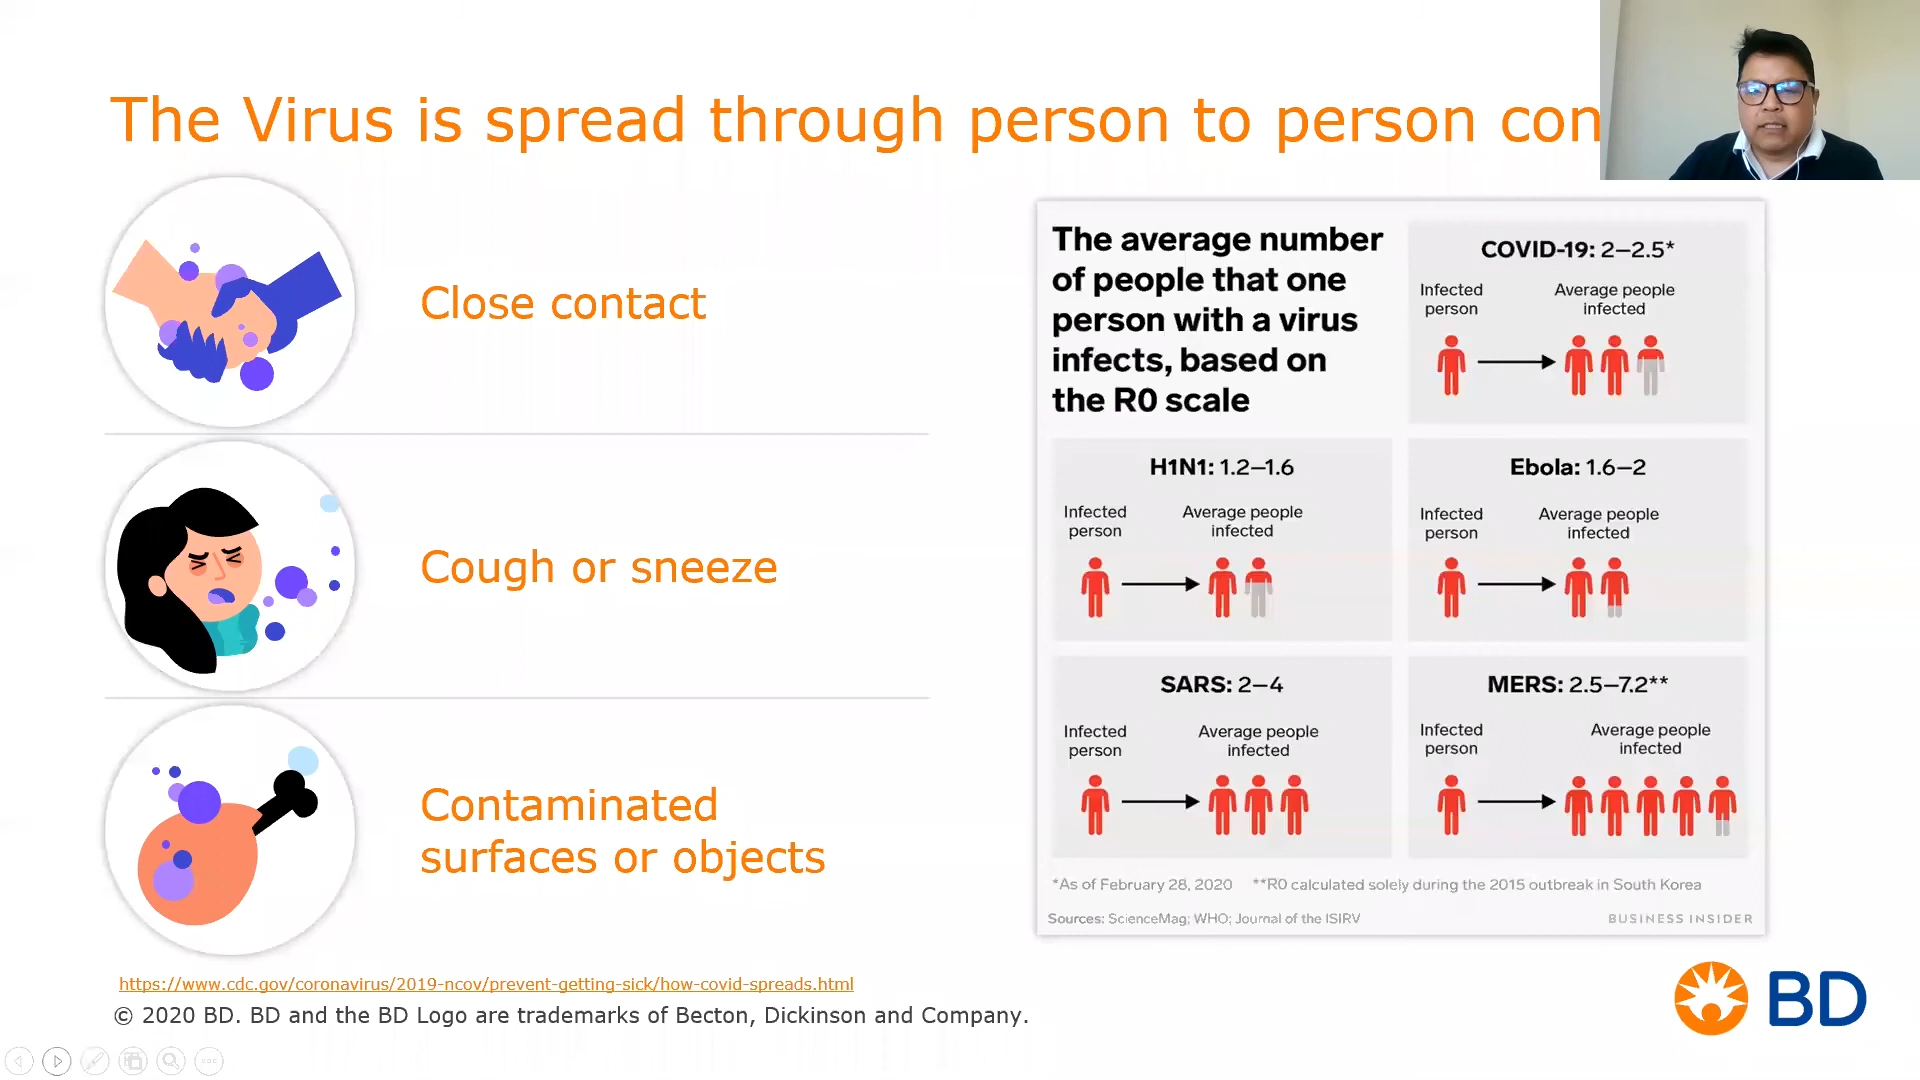 The Virus is spread through person to person con
Close contact
Cough or sneeze
Contaminated
surfaces or objects
The average number
of people that one
person with a virus
infects, based on
the R0 scale
COVID-19: 2–2.5*
Infected
person
Average people
infected
H1N1: 1.2–1.6
Infected
person
Average people
infected
Ebola: 1.6–2
Infected
person
Average people
infected
SARS: 2–4
Infected
person
Average people
infected
MERS: 2.5–7.2**
Infected
person
Average people
infected
*As of February 28, 2020 **R0 calculated solely during the 2015 outbreak in South Korea
Sources: ScienceMag; WHO; Journal of the ISIRV
BUSINESS INSIDER
https://www.cdc.gov/coronavirus/2019-ncov/prevent-getting-sick/how-covid-spreads.html
© 2020 BD. BD and the BD Logo are trademarks of Becton, Dickinson and Company.
BD